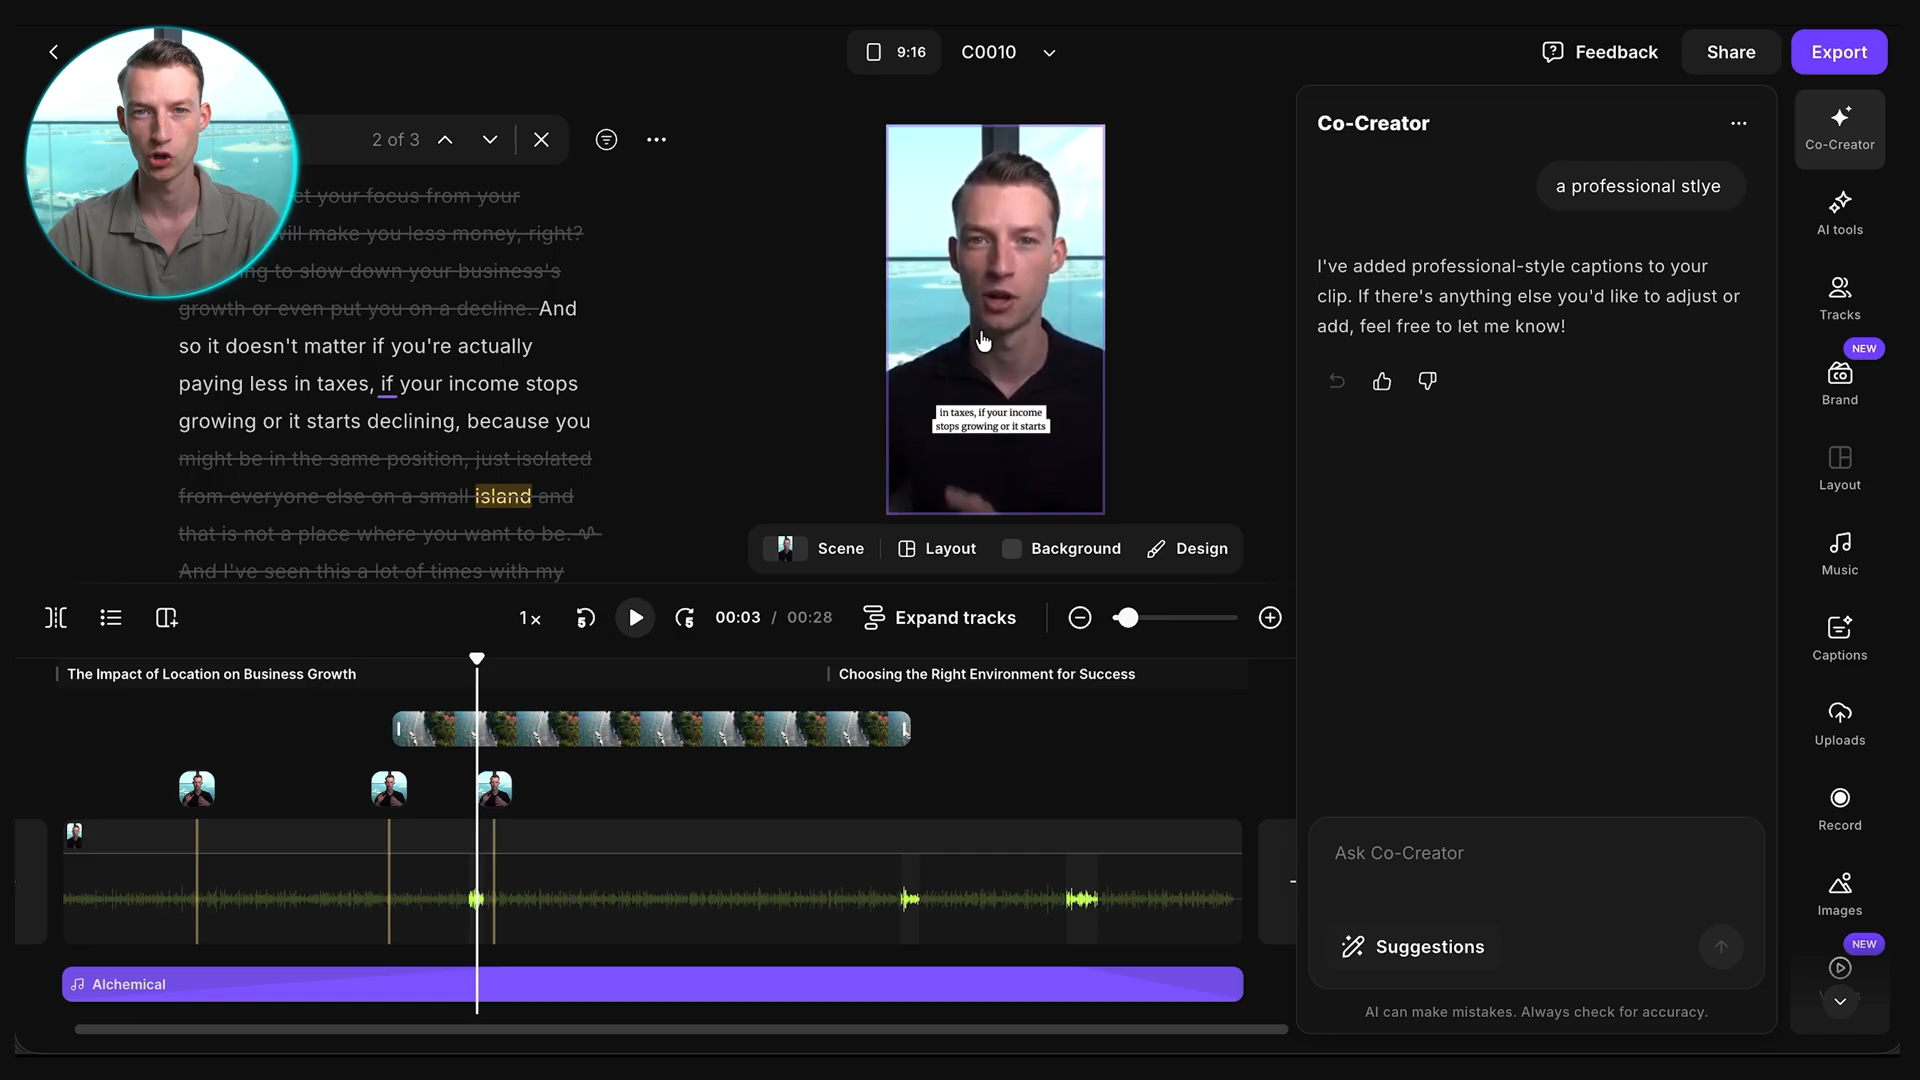 9:16
C0010
Feedback
Share
Export
2 of 3
et your focus from your
will make you less money, right?
ng to slow down your business's
growth or even put you on a decline. And
so it doesn't matter if you're actually
paying less in taxes, if your income stops
growing or it starts declining, because you
might be in the same position, just isolated
from everyone else on a small island and
that is not a place where you want to be.
And I've seen this a lot of times with my
in taxes, if your income
stops growing or it starts
Scene
Layout
Background
Design
Co-Creator
a professional stlye
I've added professional-style captions to your
clip. If there's anything else you'd like to adjust or
add, feel free to let me know!
Ask Co-Creator
Suggestions
AI can make mistakes. Always check for accuracy.
Co-Creator
AI tools
Tracks
NEW
Brand
Layout
Music
Captions
Uploads
Record
Images
NEW
1×
5
5
00:03 / 00:28
Expand tracks
The Impact of Location on Business Growth
Choosing the Right Environment for Success
Alchemical